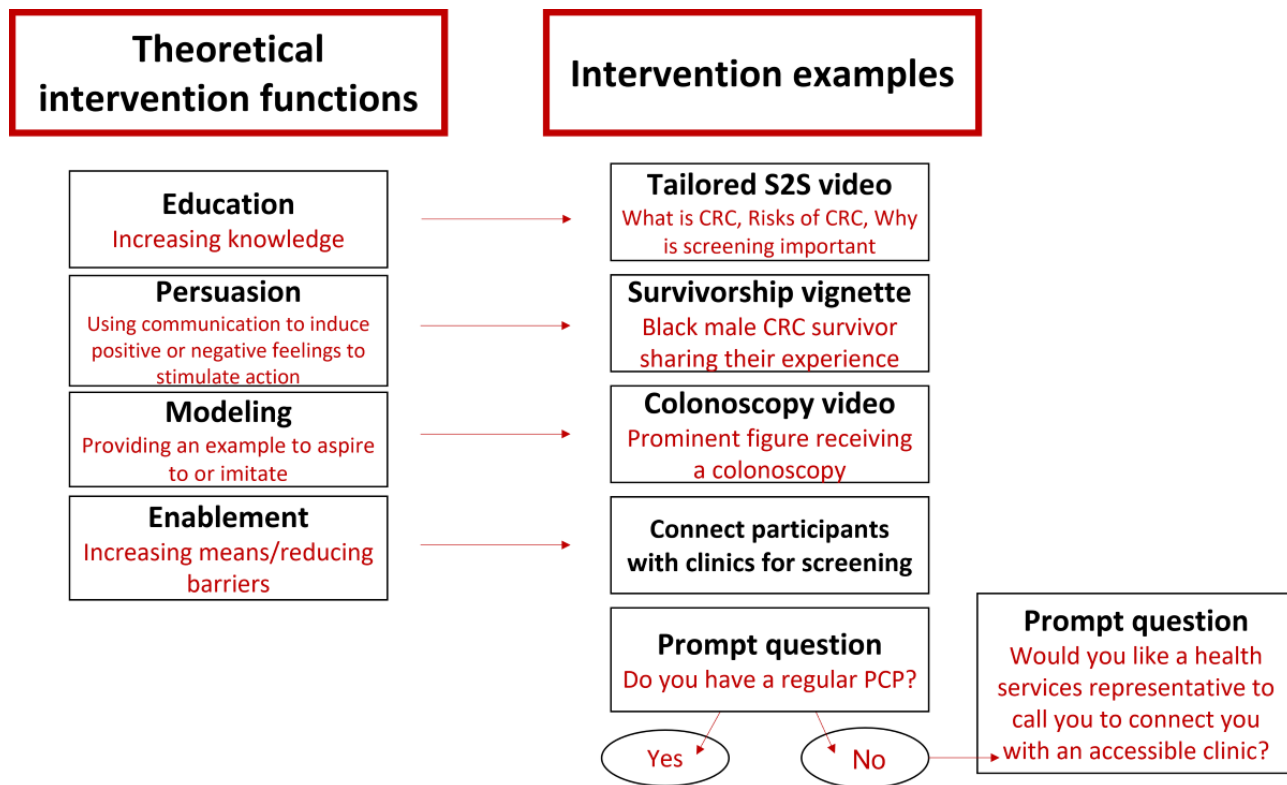 Theoretical
intervention functions
Intervention examples
Education
Increasing knowledge
Tailored S2S video
What is CRC, Risks of CRC, Why
is screening important
Persuasion
Using communication to induce
positive or negative feelings to
stimulate action
Survivorship vignette
Black male CRC survivor
sharing their experience
Modeling
Providing an example to aspire
to or imitate
Colonoscopy video
Prominent figure receiving
a colonoscopy
Enablement
Increasing means/reducing
barriers
Connect participants
with clinics for screening
Prompt question
Do you have a regular PCP?
Yes
No
Prompt question
Would you like a health
services representative to
call you to connect you
with an accessible clinic?